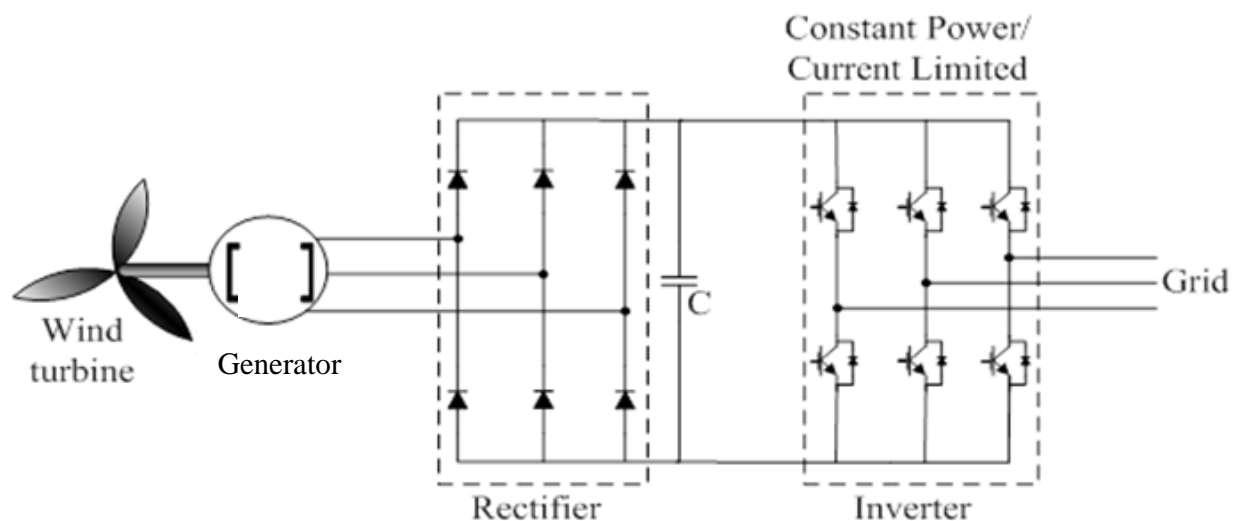 Constant Power/
Current Limited
[ ]
C
Grid
Wind
turbine
Generator
Rectifier
Inverter